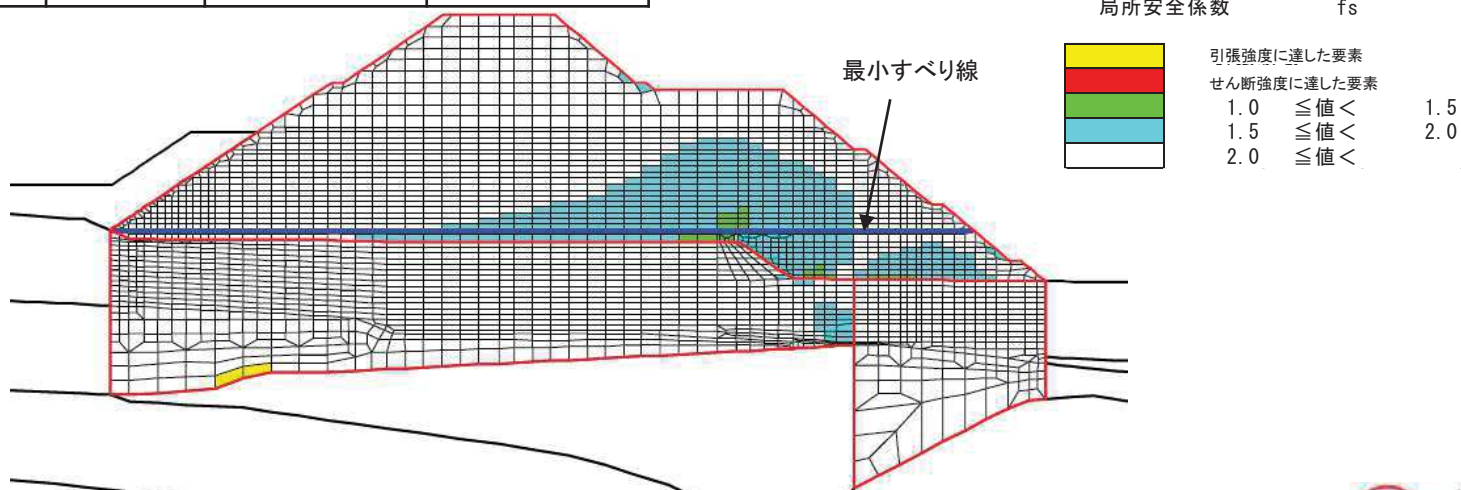 局所安全係数 fs
最小すべり線
引張強度に達した要素
せん断強度に達した要素
1.0 ≦値< 1.5
1.5 ≦値< 2.0
2.0 ≦値<